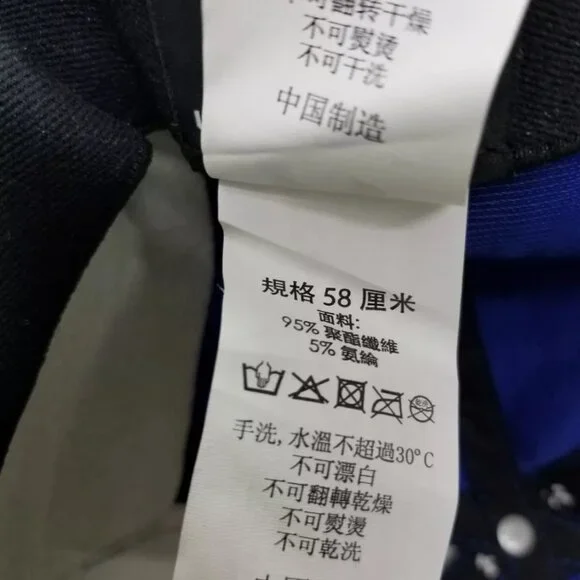 不可翻转干燥
不可熨烫
不可干洗
中国制造
規格 58 厘米
面料:
95% 聚酯纖維
5% 氨綸
手洗,水溫不超過30°C
不可漂白
不可翻轉乾燥
不可熨燙
不可乾洗